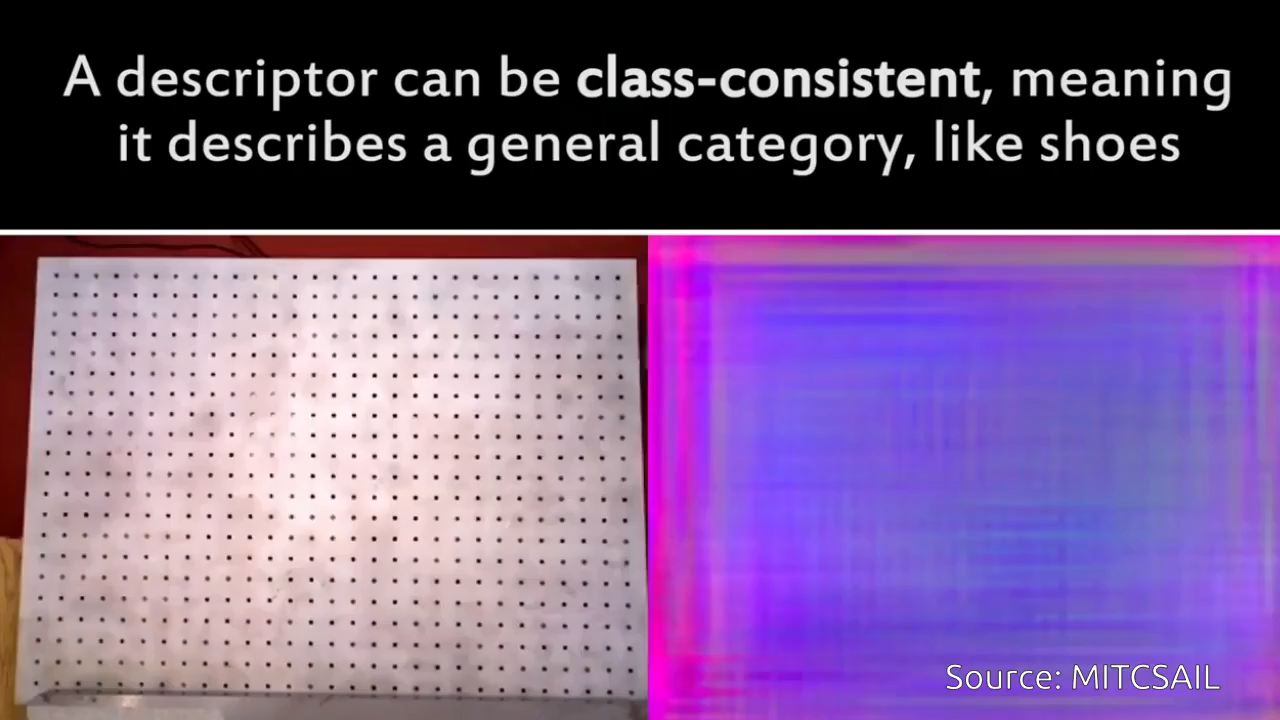 A descriptor can be class-consistent, meaning
it describes a general category, like shoes
Source: MITCSAIL